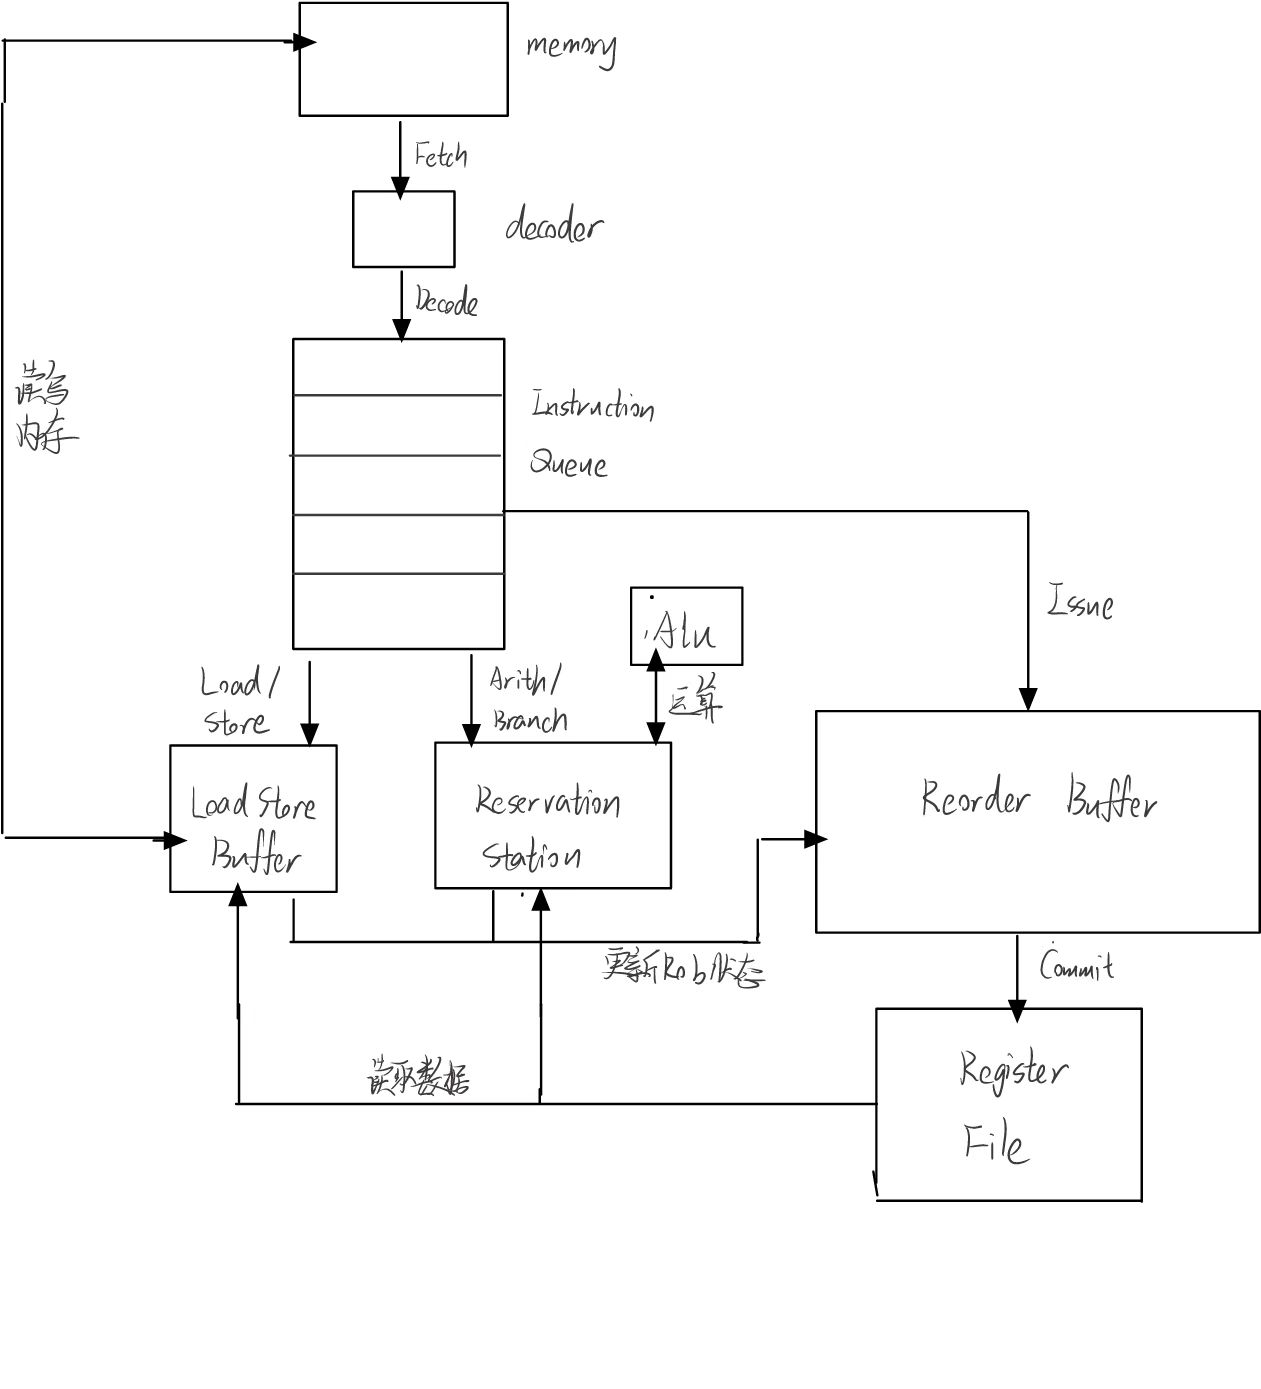 memory
Fetch
decoder
Decode
读写
内存
Instruction
Queue
Issue
Alu
Load/
Store
Arith/
Branch
运算
Load Store
Buffer
Reservation
Station
Reorder Buffer
更新Rob状态
Commit
读取数据
Register
File